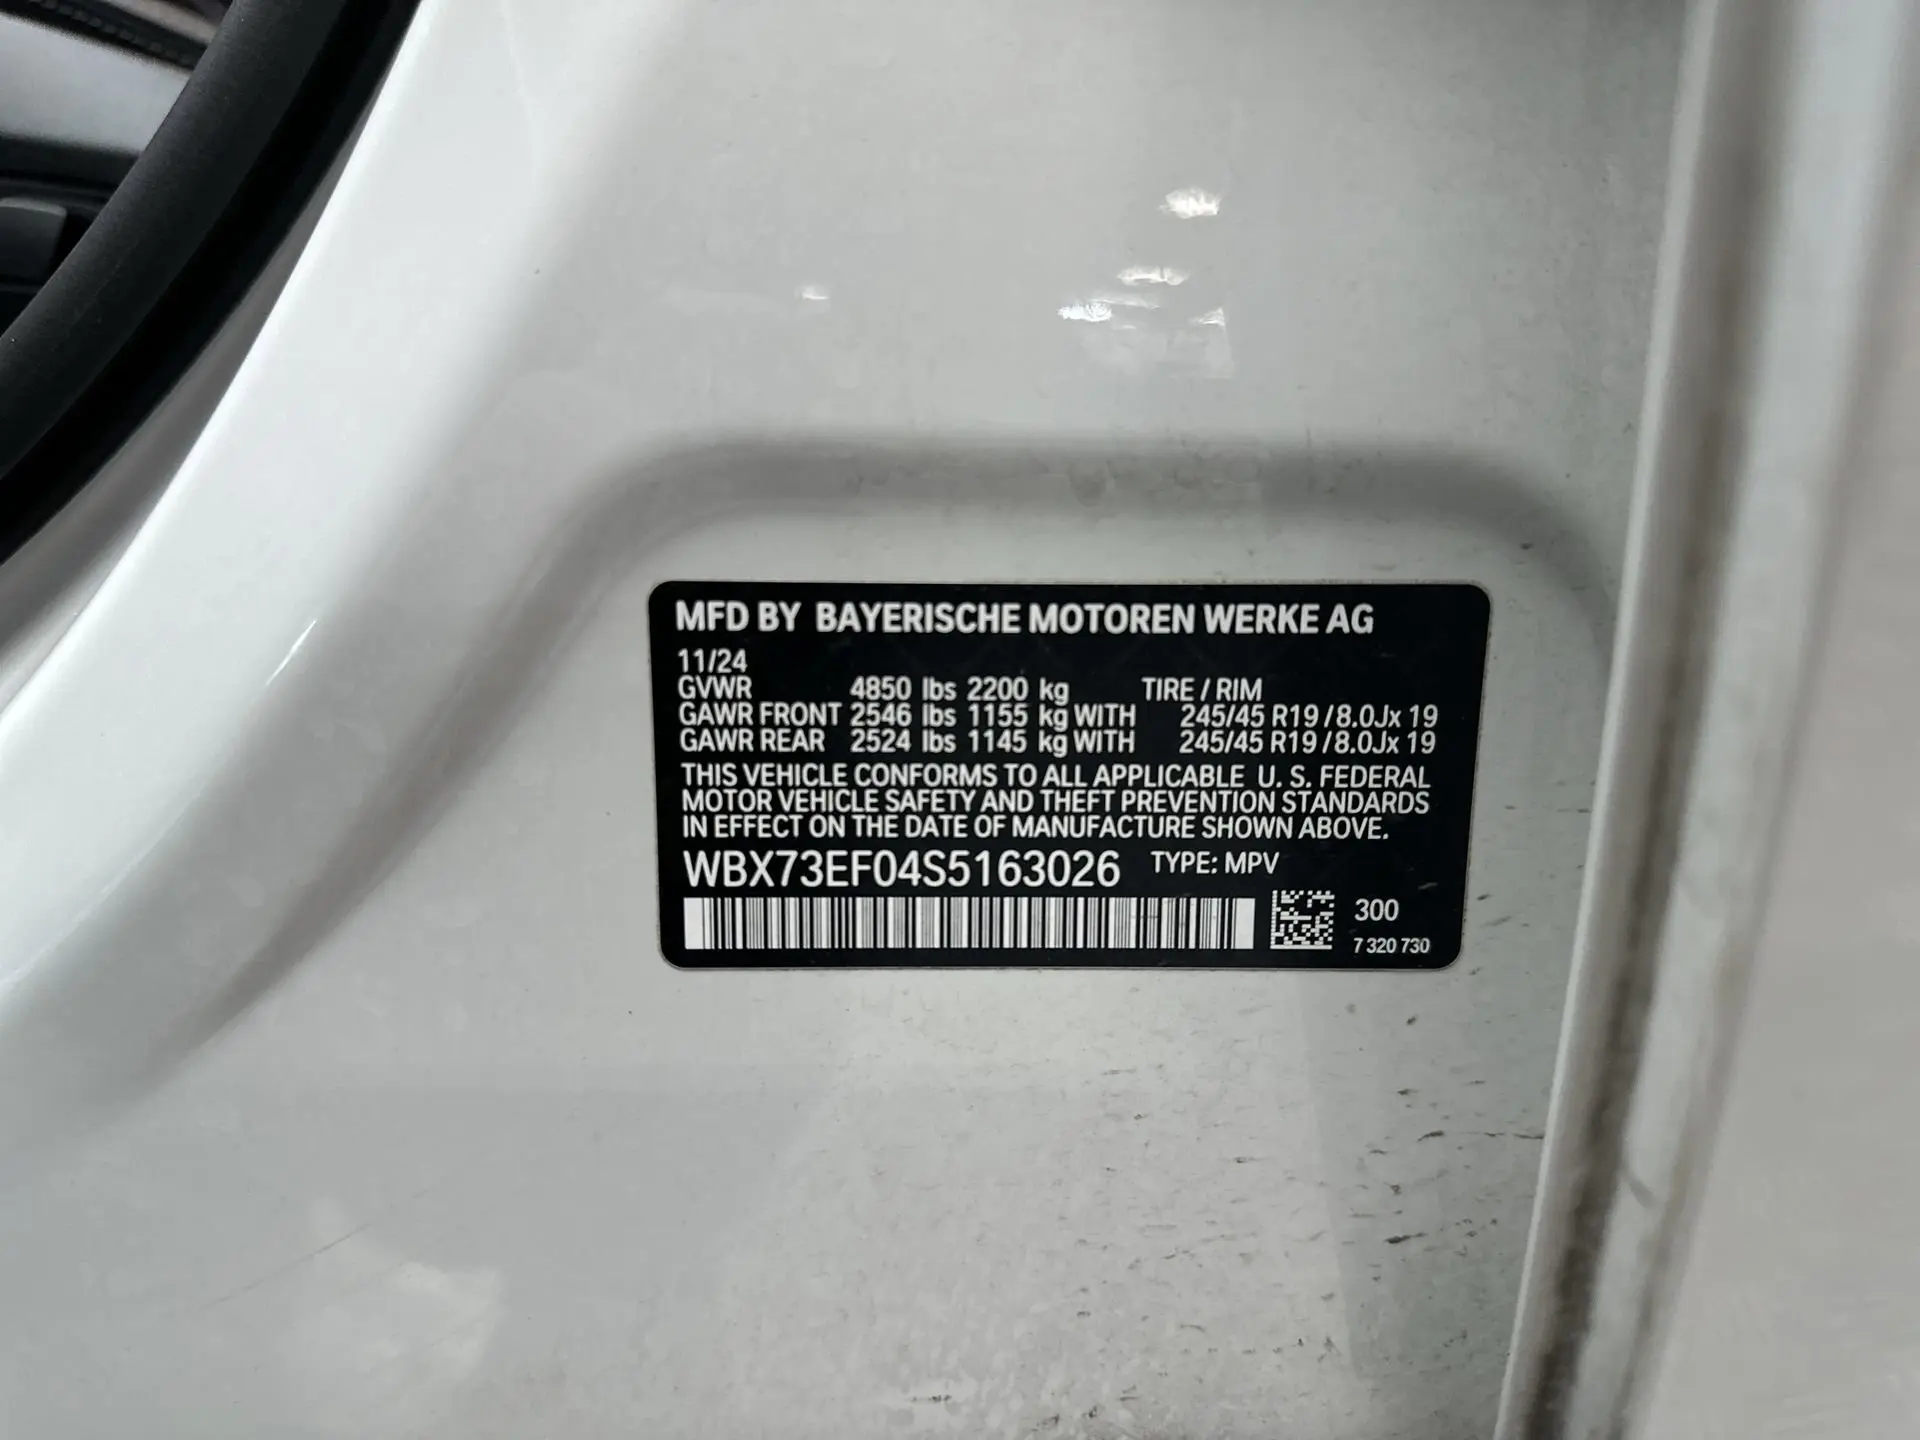 MFD BY BAYERISCHE MOTOREN WERKE AG
11/24
GVWR 4850 lbs 2200 kg TIRE / RIM
GAWR FRONT 2546 lbs 1155 kg WITH 245/45 R19 /8.0Jx 19
GAWR REAR 2524 lbs 1145 kg WITH 245/45 R19 /8.0Jx 19
THIS VEHICLE CONFORMS TO ALL APPLICABLE U. S. FEDERAL
MOTOR VEHICLE SAFETY AND THEFT PREVENTION STANDARDS
IN EFFECT ON THE DATE OF MANUFACTURE SHOWN ABOVE.
WBX73EF04S5163026 TYPE: MPV
300
7 320 730